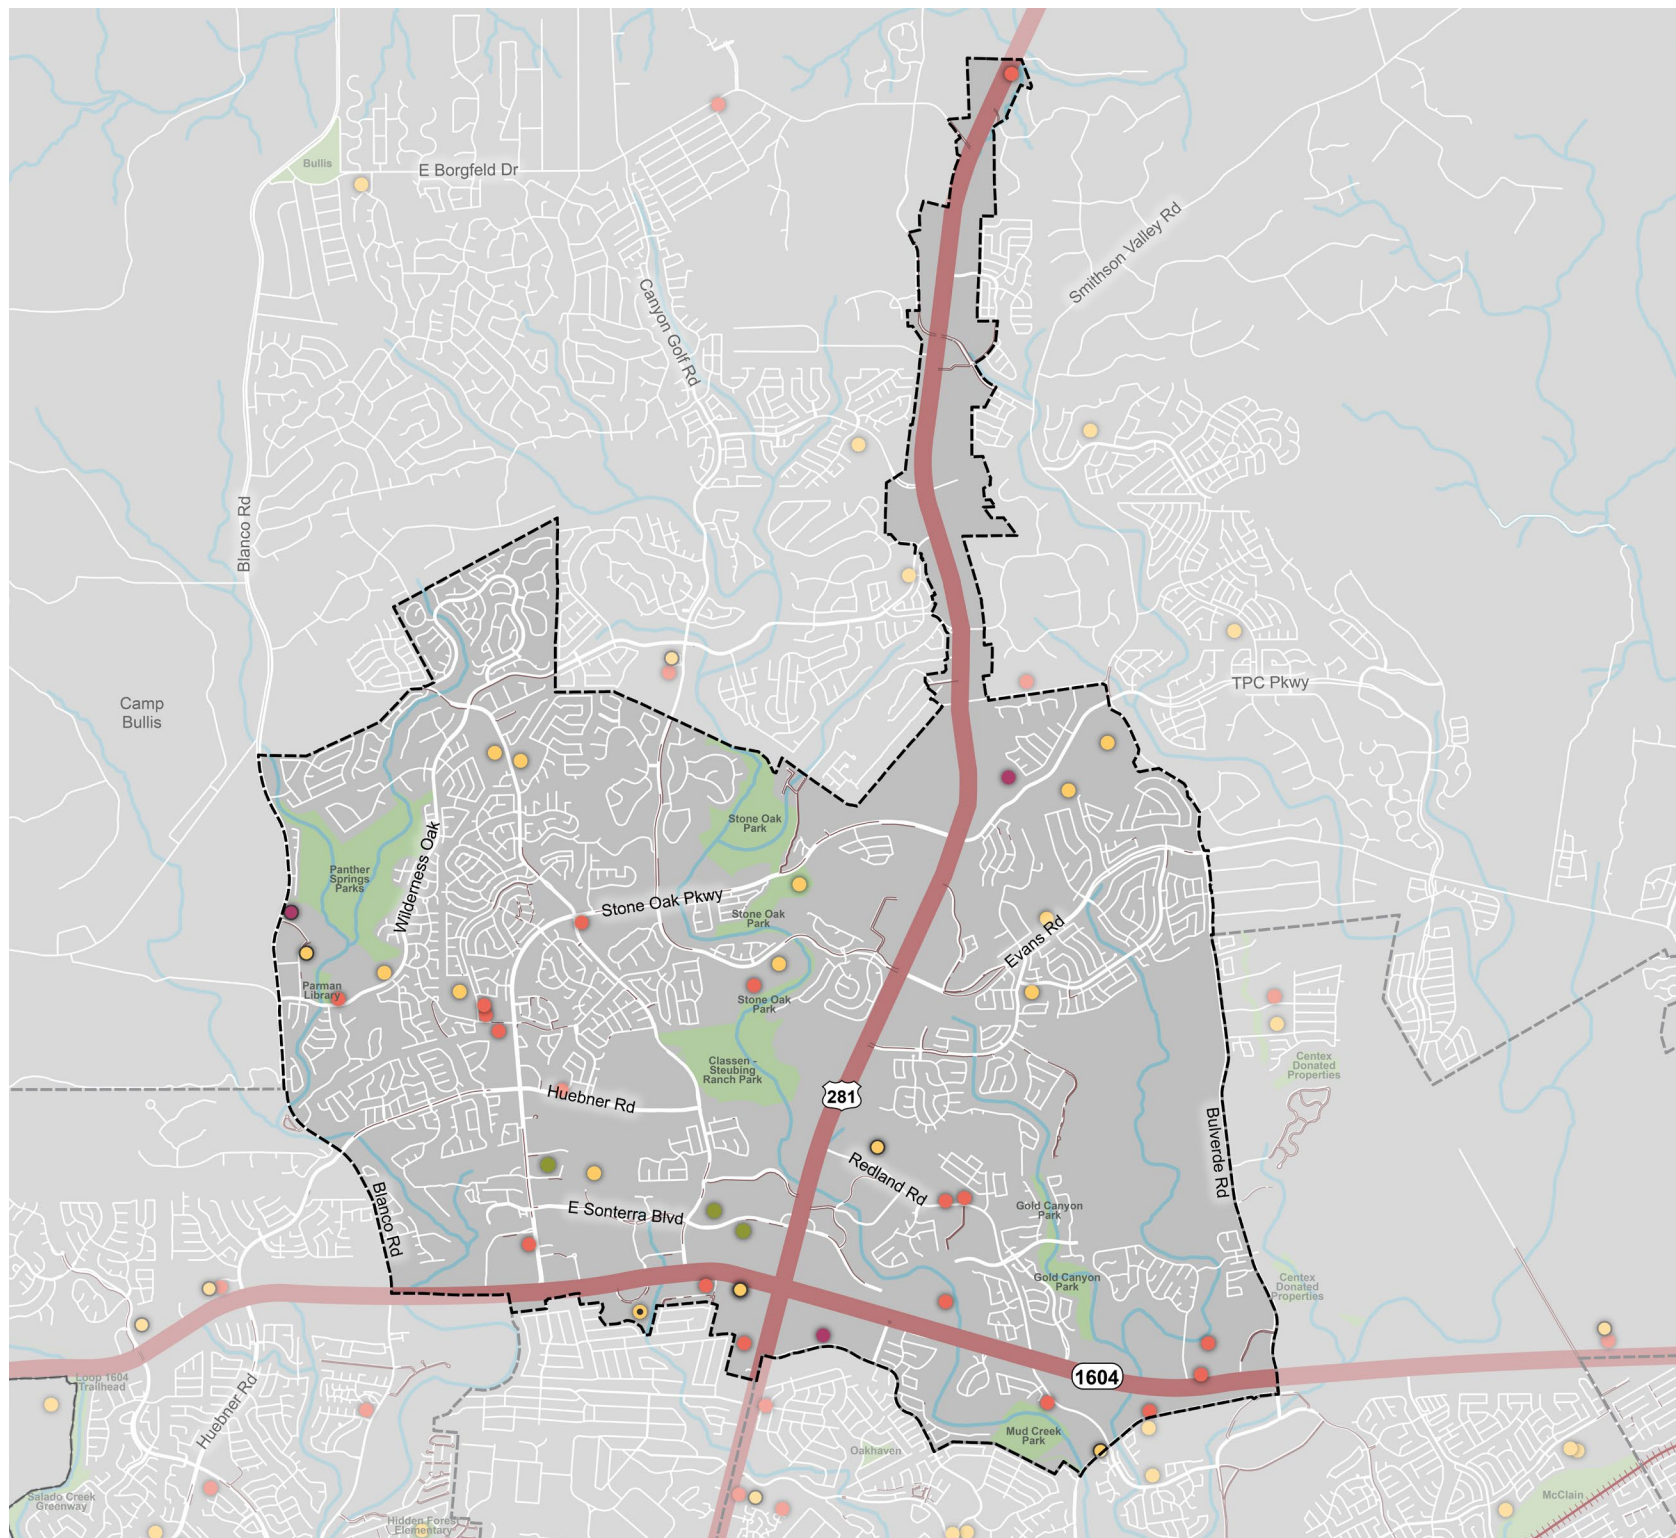 Bullis
E Borgfeld Dr
Smithson Valley Rd
Canyon Golf Rd
Blanco Rd
Camp
Bullis
TPC Pkwy
Stone Oak
Park
Panther
Springs
Parks
Wilderness Oak
Stone Oak Pkwy
Stone Oak
Park
Evans Rd
Parman
Library
Stone Oak
Park
Classen -
Steubing
Ranch Park
Centex
Donated
Properties
281
Huebner Rd
Bulverde Rd
Redland Rd
Blanco Rd
E Sonterra Blvd
Gold Canyon
Park
Gold Canyon
Park
Centex
Donated
Properties
1604
Loop 1604
Trailhead
Huebner Rd
Mud Creek
Park
Oakhaven
Salado Creek
Greenway
Hidden Forest
Elementary
McClain